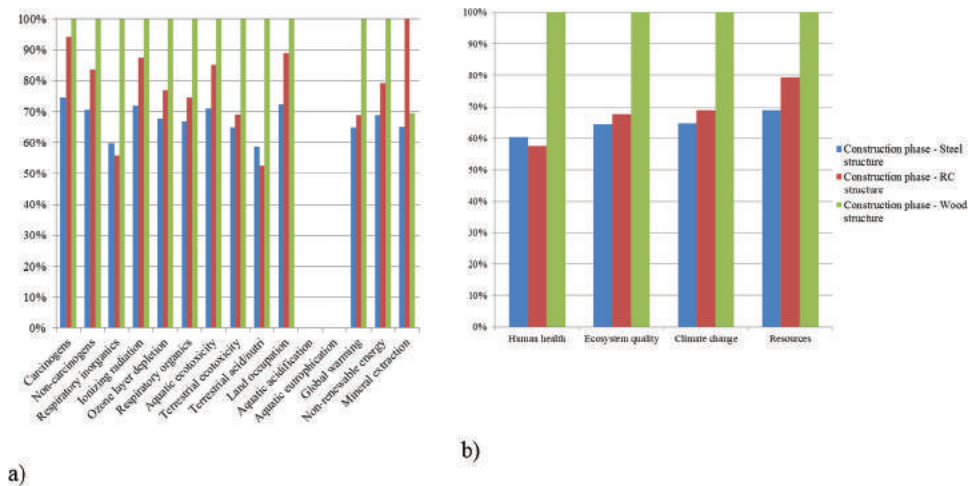 100%
90%
80%
70%
60%
50%
40%
30%
20%
10%
0%
Carcinogens
Non-carcinogens
Respiratory inorganics
Ionizing radiation
Ozone layer depletion
Respiratory organics
Aquatic ecotoxicity
Terrestrial ecotoxicity
Terrestrial acid/nutri
Land occupation
Aquatic acidification
Aquatic eutrophication
Global warming
Non-renewable energy
Mineral extraction
a)
100%
90%
80%
70%
60%
50%
40%
30%
20%
10%
0%
Human health
Ecosystem quality
Climate change
Resources
Construction phase - Steel
structure
Construction phase - RC
structure
Construction phase - Wood
structure
b)